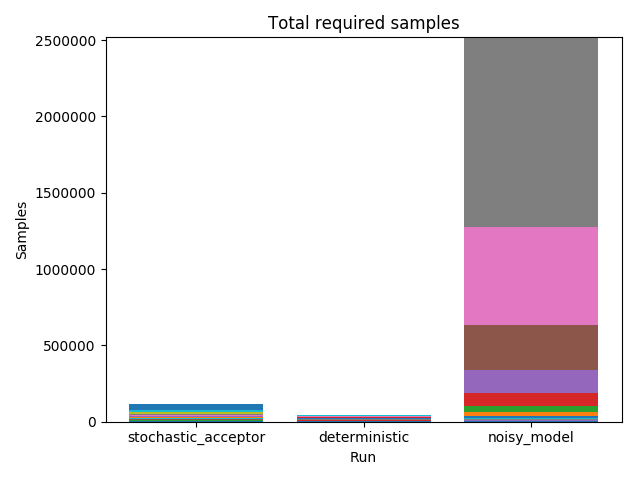 Total required samples
2500000
2000000
1500000
1000000
500000
0
Samples
stochastic_acceptor
deterministic
noisy_model
Run